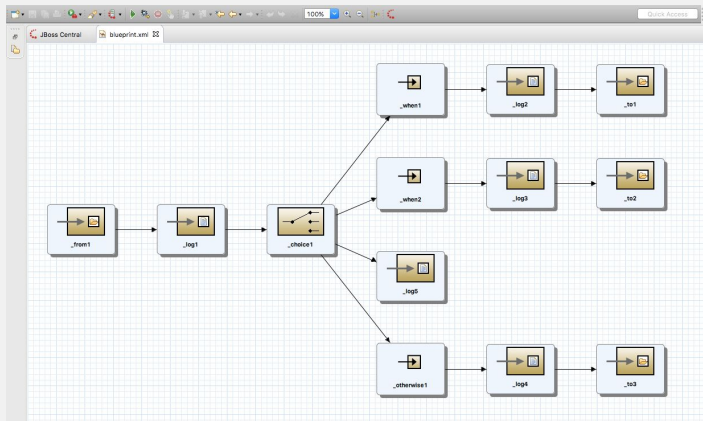 100%
Quick Access
JBoss Central
blueprint.xml
_when1
_log2
_to1
_when2
_log3
_to2
_from1
_log1
_choice1
_log5
_otherwise1
_log4
_to3